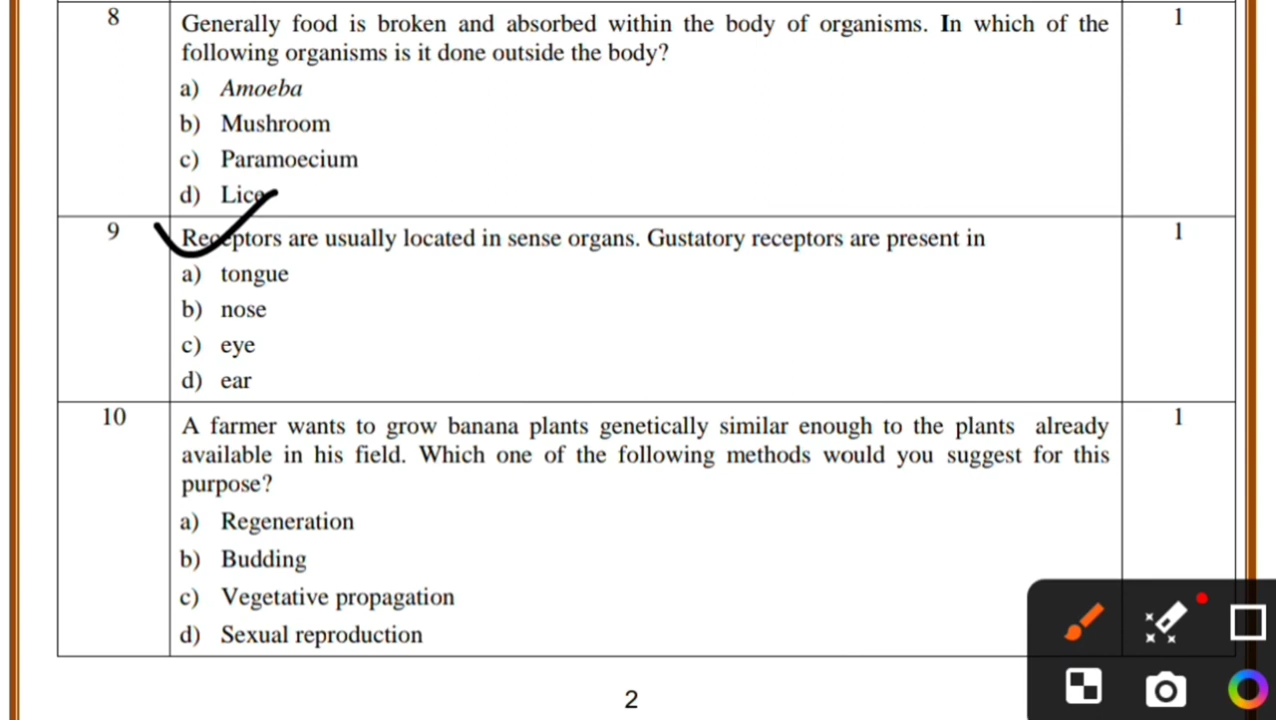 8
Generally food is broken and absorbed within the body of organisms. In which of the
1
following organisms is it done outside the body?
a) Amoeba
b) Mushroom
c) Paramoecium
d) Lice
9
Receptors are usually located in sense organs. Gustatory receptors are present in
1
a) tongue
b) nose
c) eye
d) ear
10
A farmer wants to grow banana plants genetically similar enough to the plants already
1
available in his field. Which one of the following methods would you suggest for this
purpose?
a) Regeneration
b) Budding
c) Vegetative propagation
d) Sexual reproduction
2